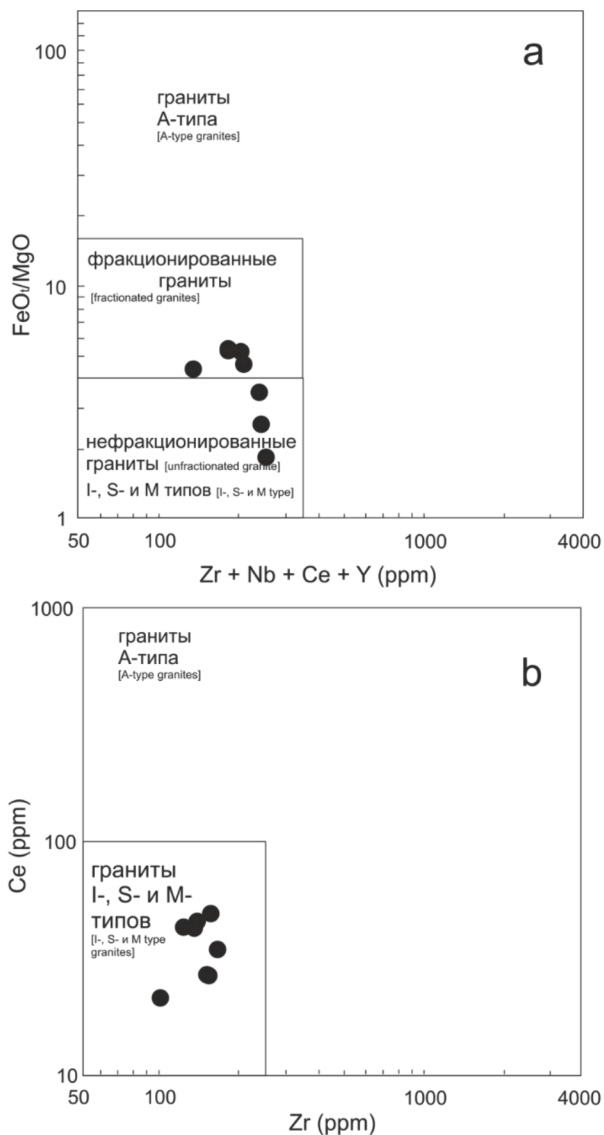 a
100
граниты
А-типа
[A-type granites]
FeOt/MgO
фракционированные
граниты
[fractionated granites]
10
нефракционированные
граниты [unfractionated granite]
I-, S- и M типов [I-, S- и M type]
1
50 100 1000 4000
Zr + Nb + Ce + Y (ppm)
1000
граниты
А-типа
[A-type granites]
b
Ce (ppm)
100
граниты
I-, S- и M-
типов
[I-, S- и M type
granites]
10
50 100 1000 4000
Zr (ppm)